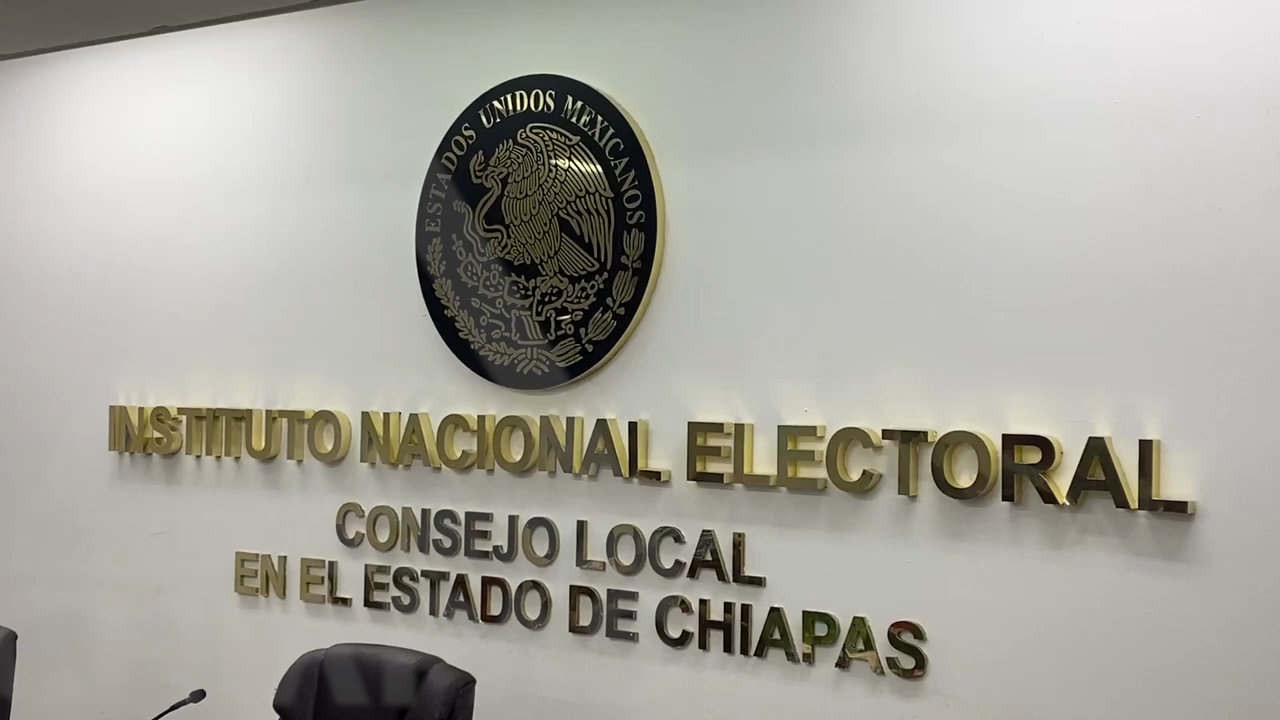 ESTADOS UNIDOS MEXICANOS
INSTITUTO NACIONAL ELECTORAL
CONSEJO LOCAL
EN EL ESTADO DE CHIAPAS